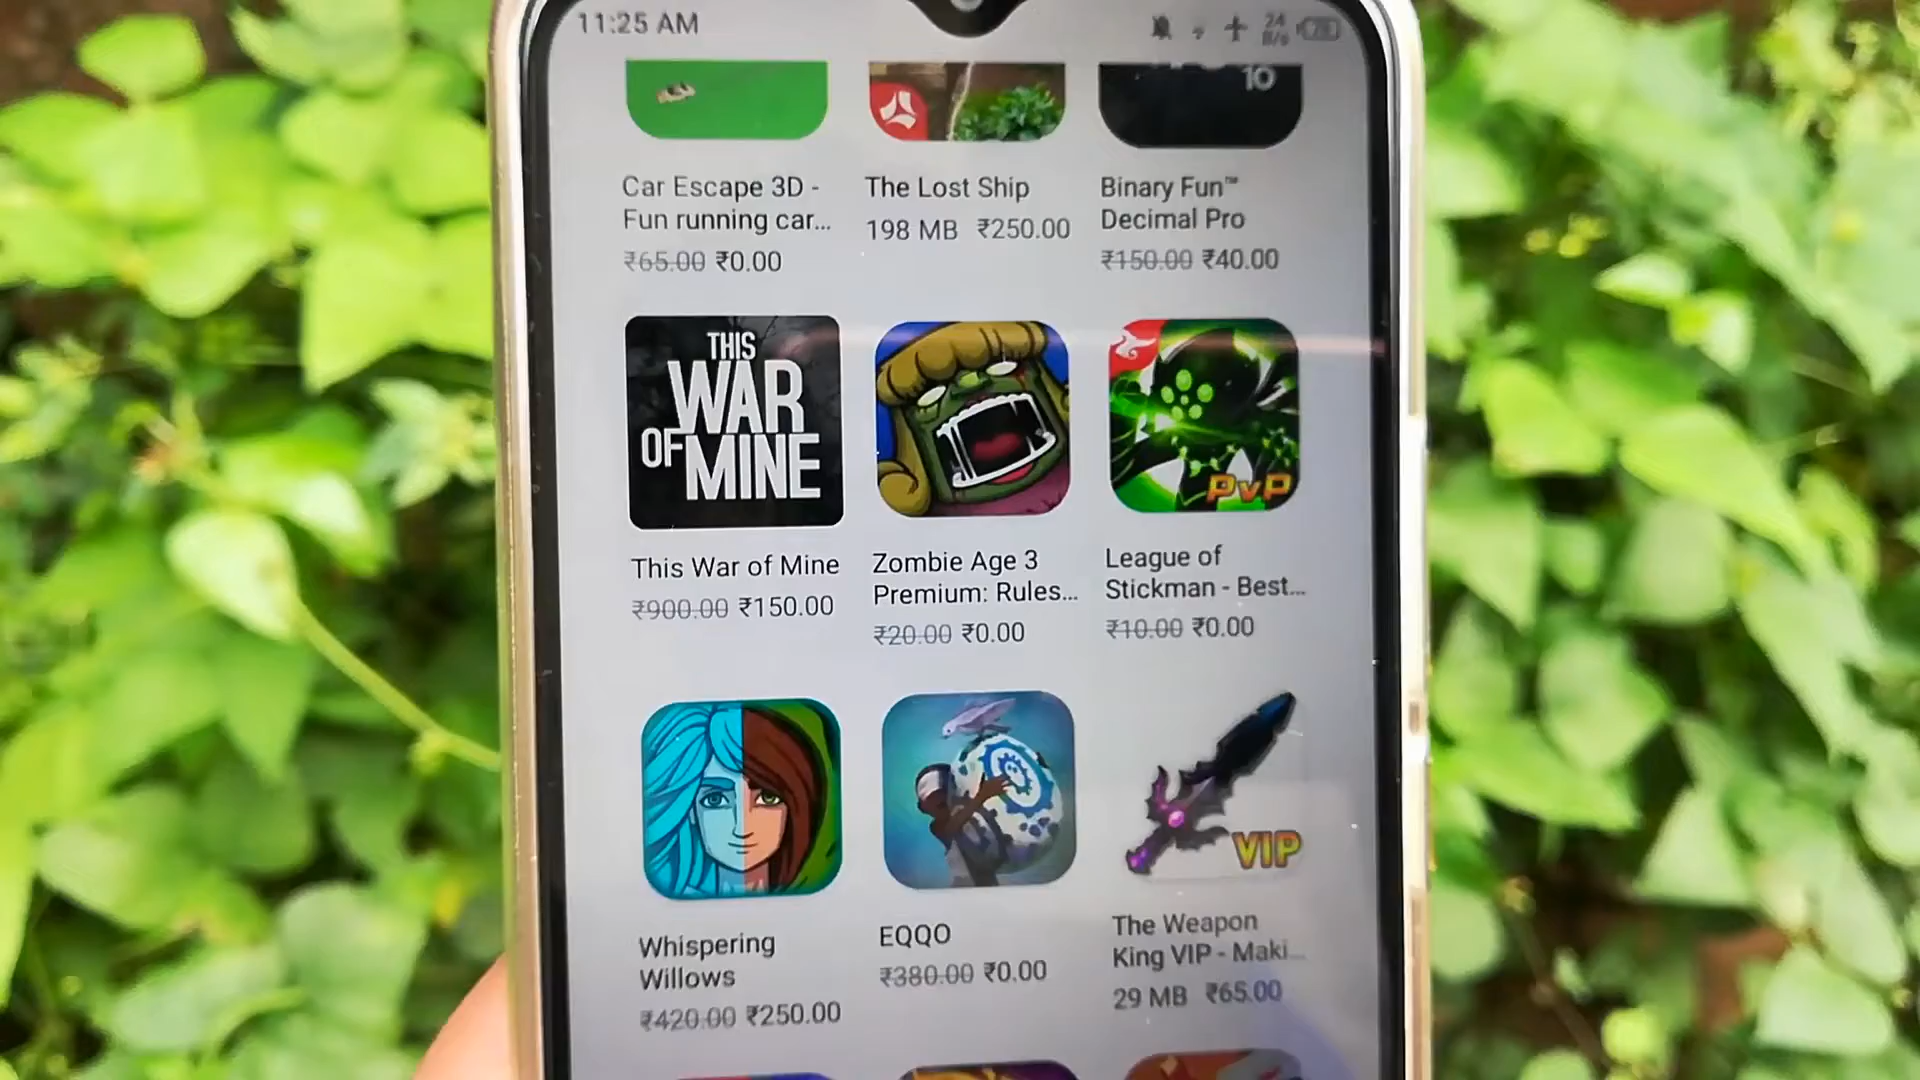 11:25 AM
24
B/s
10
Car Escape 3D -
Fun running car...
₹65.00 ₹0.00
The Lost Ship
198 MB ₹250.00
Binary Fun™
Decimal Pro
₹150.00 ₹40.00
THIS
WAR
OF MINE
PvP
This War of Mine
₹900.00 ₹150.00
Zombie Age 3
Premium: Rules...
₹20.00 ₹0.00
League of
Stickman - Best...
₹10.00 ₹0.00
VIP
Whispering
Willows
₹420.00 ₹250.00
EQQO
₹380.00 ₹0.00
The Weapon
King VIP - Maki...
29 MB ₹65.00